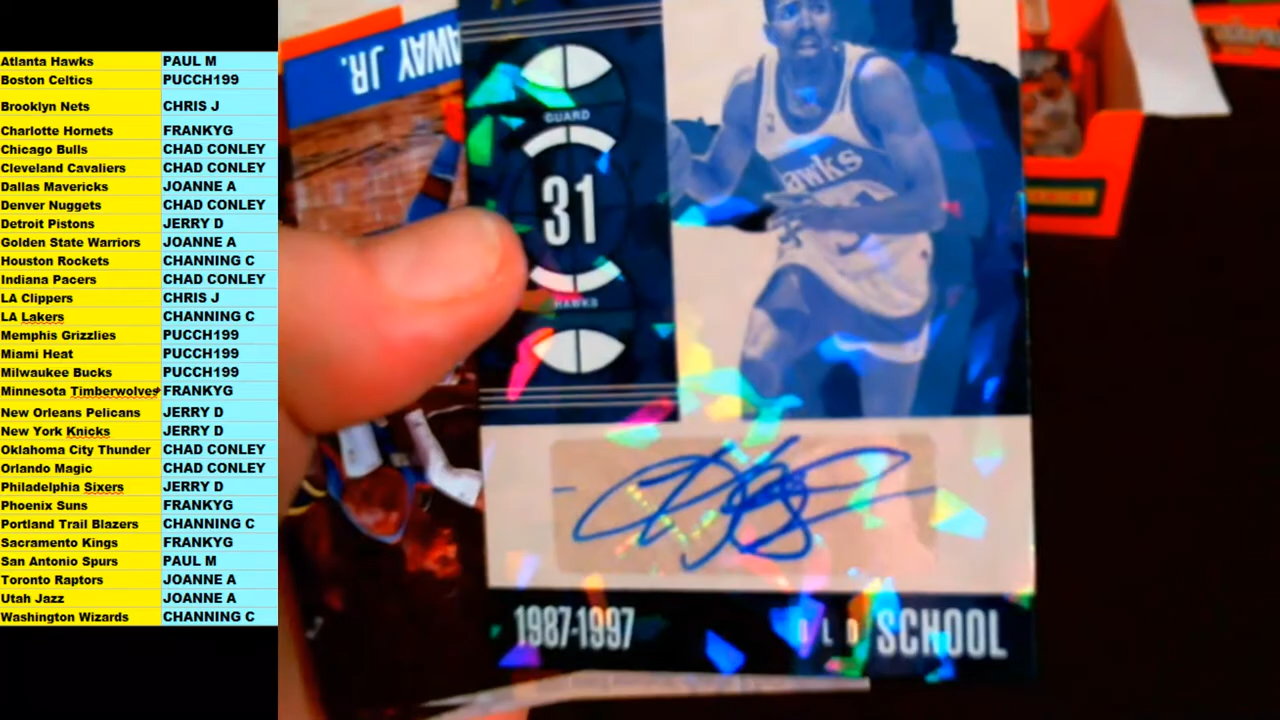 Atlanta Hawks PAUL M
Boston Celtics PUCCH199
Brooklyn Nets CHRIS J
Charlotte Hornets FRANKYG
Chicago Bulls CHAD CONLEY
Cleveland Cavaliers CHAD CONLEY
Dallas Mavericks JOANNE A
Denver Nuggets CHAD CONLEY
Detroit Pistons JERRY D
Golden State Warriors JOANNE A
Houston Rockets CHANNING C
Indiana Pacers CHAD CONLEY
LA Clippers CHRIS J
LA Lakers CHANNING C
Memphis Grizzlies PUCCH199
Miami Heat PUCCH199
Milwaukee Bucks PUCCH199
Minnesota Timberwolves FRANKYG
New Orleans Pelicans JERRY D
New York Knicks JERRY D
Oklahoma City Thunder CHAD CONLEY
Orlando Magic CHAD CONLEY
Philadelphia Sixers JERRY D
Phoenix Suns FRANKYG
Portland Trail Blazers CHANNING C
Sacramento Kings FRANKYG
San Antonio Spurs PAUL M
Toronto Raptors JOANNE A
Utah Jazz JOANNE A
Washington Wizards CHANNING C
AWAY JR.
GUARD
31
HAWKS
Hawks
1987-1997
OLD SCHOOL
PANINI